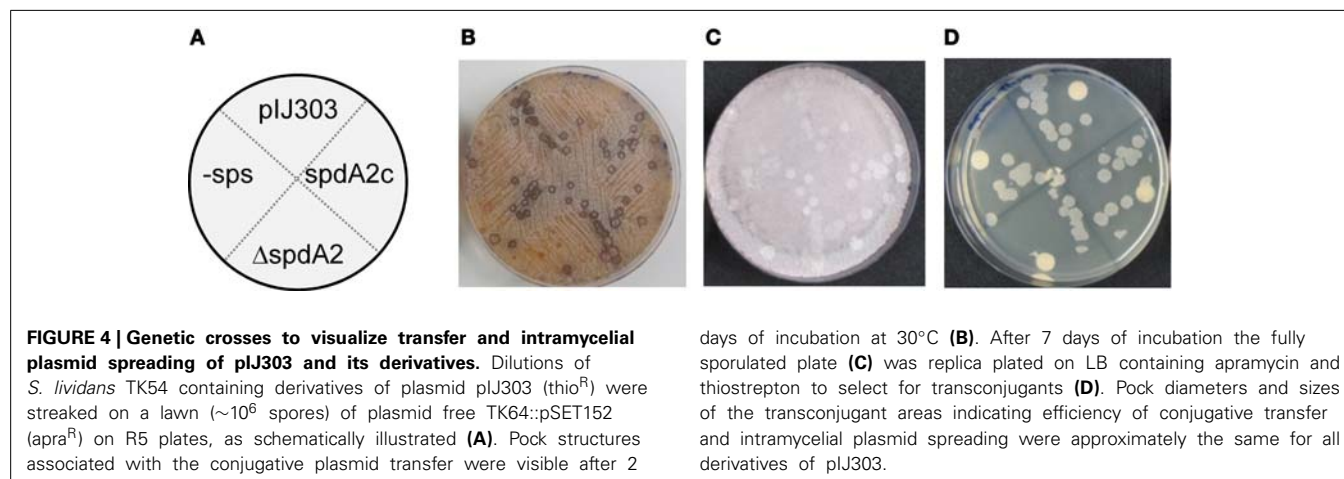 A
B
C
D
pIJ303
-sps
spdA2c
ΔspdA2
FIGURE 4 | Genetic crosses to visualize transfer and intramycelial
plasmid spreading of pIJ303 and its derivatives. Dilutions of
S. lividans TK54 containing derivatives of plasmid pIJ303 (thioᴿ) were
streaked on a lawn (~10⁶ spores) of plasmid free TK64::pSET152
(apraᴿ) on R5 plates, as schematically illustrated (A). Pock structures
associated with the conjugative plasmid transfer were visible after 2
days of incubation at 30°C (B). After 7 days of incubation the fully
sporulated plate (C) was replica plated on LB containing apramycin and
thiostrepton to select for transconjugants (D). Pock diameters and sizes
of the transconjugant areas indicating efficiency of conjugative transfer
and intramycelial plasmid spreading were approximately the same for all
derivatives of pIJ303.